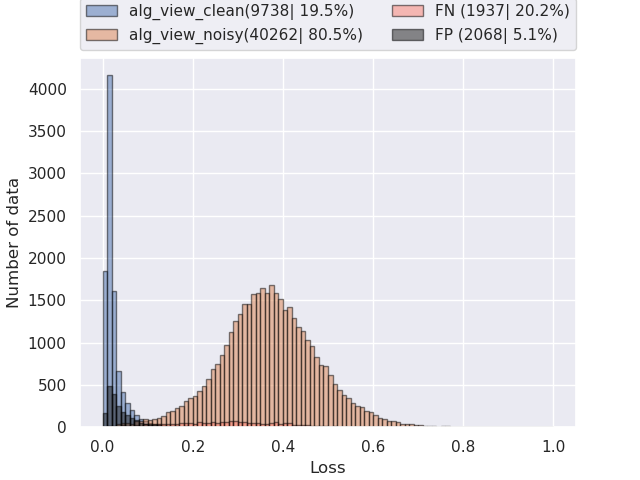 alg_view_clean(9738| 19.5%)
FN (1937| 20.2%)
alg_view_noisy(40262| 80.5%)
FP (2068| 5.1%)
4000
3500
3000
2500
2000
1500
1000
500
0
Number of data
0.0 0.2 0.4 0.6 0.8 1.0
Loss